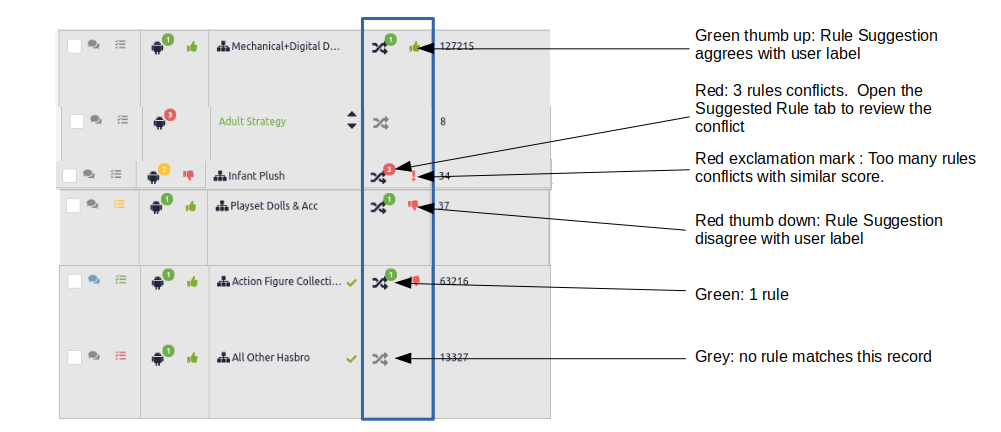 1 1 Mechanical+Digital D... 1 127215
3 Adult Strategy 8
2 Infant Plush 3 34
1 Playset Dolls & Acc 1 37
1 Action Figure Collecti... 1 63216
1 All Other Hasbro 13327
Green thumb up: Rule Suggestion
aggrees with user label
Red: 3 rules conflicts. Open the
Suggested Rule tab to review the
conflict
Red exclamation mark : Too many rules
conflicts with similar score.
Red thumb down: Rule Suggestion
disagree with user label
Green: 1 rule
Grey: no rule matches this record